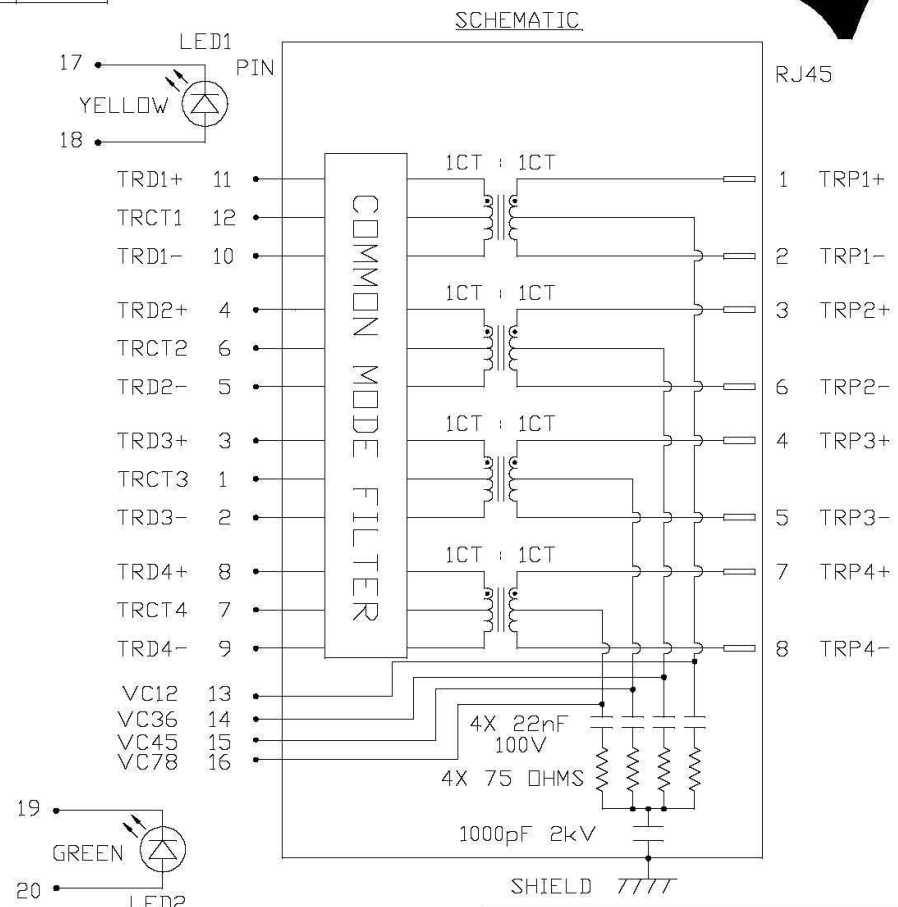 SCHEMATIC
LED1
17
PIN
RJ45
YELLOW
18
1CT : 1CT
TRD1+ 11
1 TRP1+
TRCT1 12
TRD1- 10
2 TRP1-
1CT : 1CT
TRD2+ 4
3 TRP2+
TRCT2 6
TRD2- 5
6 TRP2-
1CT : 1CT
TRD3+ 3
4 TRP3+
TRCT3 1
TRD3- 2
5 TRP3-
1CT : 1CT
TRD4+ 8
7 TRP4+
TRCT4 7
TRD4- 9
8 TRP4-
COMMON MODE FILTER
VC12 13
VC36 14
VC45 15
VC78 16
4X 22nF
100V
4X 75 OHMS
1000pF 2kV
19
GREEN
20
LED2
SHIELD